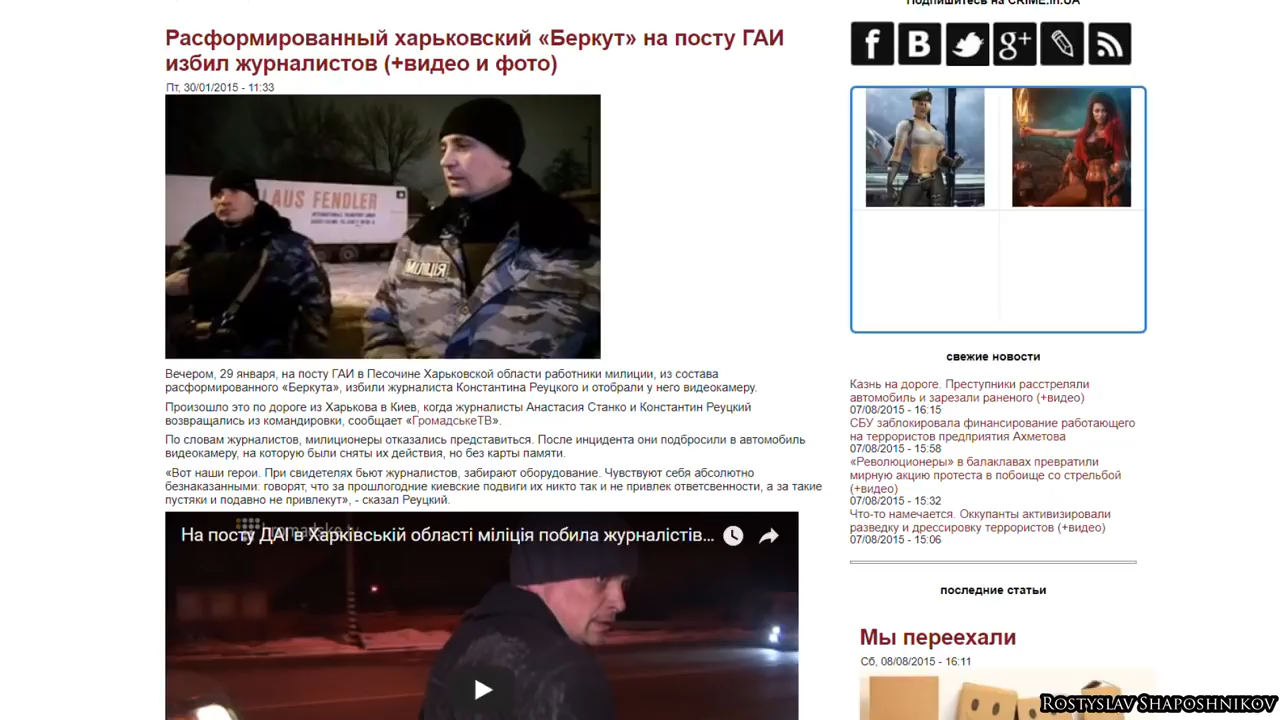 Подпишитесь на CRIME.in.UA
Расформированный харьковский «Беркут» на посту ГАИ
избил журналистов (+видео и фото)
Пт, 30/01/2015 - 11:33
LAUS FENDLER
МІЛІЦІЯ
Вечером, 29 января, на посту ГАИ в Песочине Харьковской области работники милиции, из состава
расформированного «Беркута», избили журналиста Константина Реуцкого и отобрали у него видеокамеру.
Произошло это по дороге из Харькова в Киев, когда журналисты Анастасия Станко и Константин Реуцкий
возвращались из командировки, сообщает «ГромадськеТВ».
По словам журналистов, милиционеры отказались представиться. После инцидента они подбросили в автомобиль
видеокамеру, на которую были сняты их действия, но без карты памяти.
«Вот наши герои. При свидетелях бьют журналистов, забирают оборудование. Чувствуют себя абсолютно
безнаказанными: говорят, что за прошлогодние киевские подвиги их никто так и не привлек ответсвенности, а за такие
пустяки и подавно не привлекут», - сказал Реуцкий.
hromadske.tv
На посту ДАІ в Харківській області міліція побила журналістів...
f B g+
свежие новости
Казнь на дороге. Преступники расстреляли
автомобиль и зарезали раненого (+видео)
07/08/2015 - 16:15
СБУ заблокировала финансирование работающего
на террористов предприятия Ахметова
07/08/2015 - 15:58
«Революционеры» в балаклавах превратили
мирную акцию протеста в побоище со стрельбой
(+видео)
07/08/2015 - 15:32
Что-то намечается. Оккупанты активизировали
разведку и дрессировку террористов (+видео)
07/08/2015 - 15:06
последние статьи
Мы переехали
Сб, 08/08/2015 - 16:11
Rostyslav Shaposhnikov